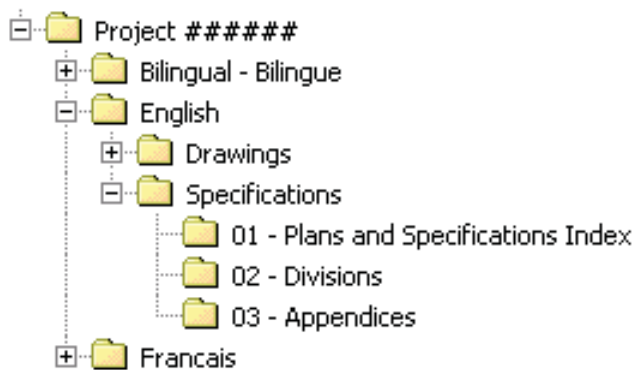 Project ######
Bilingual - Bilingue
English
Drawings
Specifications
01 - Plans and Specifications Index
02 - Divisions
03 - Appendices
Francais